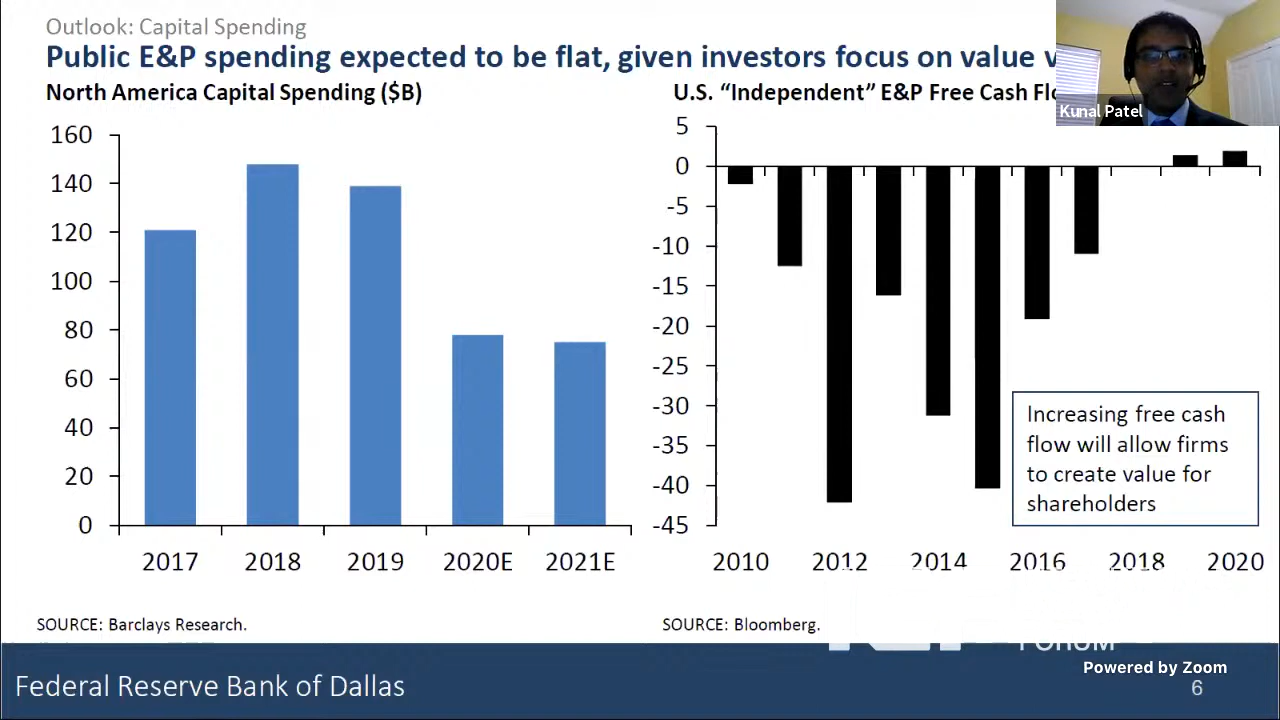 Outlook: Capital Spending
Public E&P spending expected to be flat, given investors focus on value
North America Capital Spending ($B)
U.S. “Independent” E&P Free Cash
Kunal Patel
160
140
120
100
80
60
40
20
0
2017 2018 2019 2020E 2021E
5
0
-5
-10
-15
-20
-25
-30
-35
-40
-45
2010 2012 2014 2016 2018 2020
Increasing free cash
flow will allow firms
to create value for
shareholders
SOURCE: Barclays Research.
SOURCE: Bloomberg.
FORUM
Powered by Zoom
Federal Reserve Bank of Dallas
6